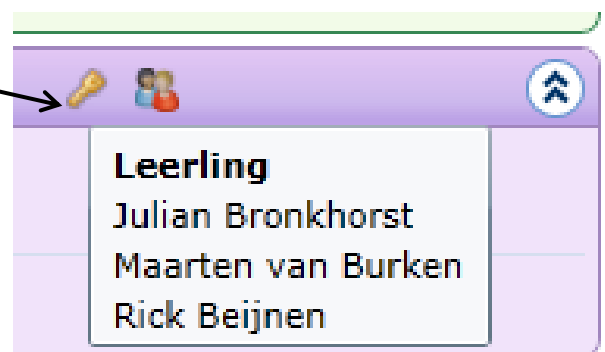 Leerling
Julian Bronkhorst
Maarten van Burken
Rick Beijnen